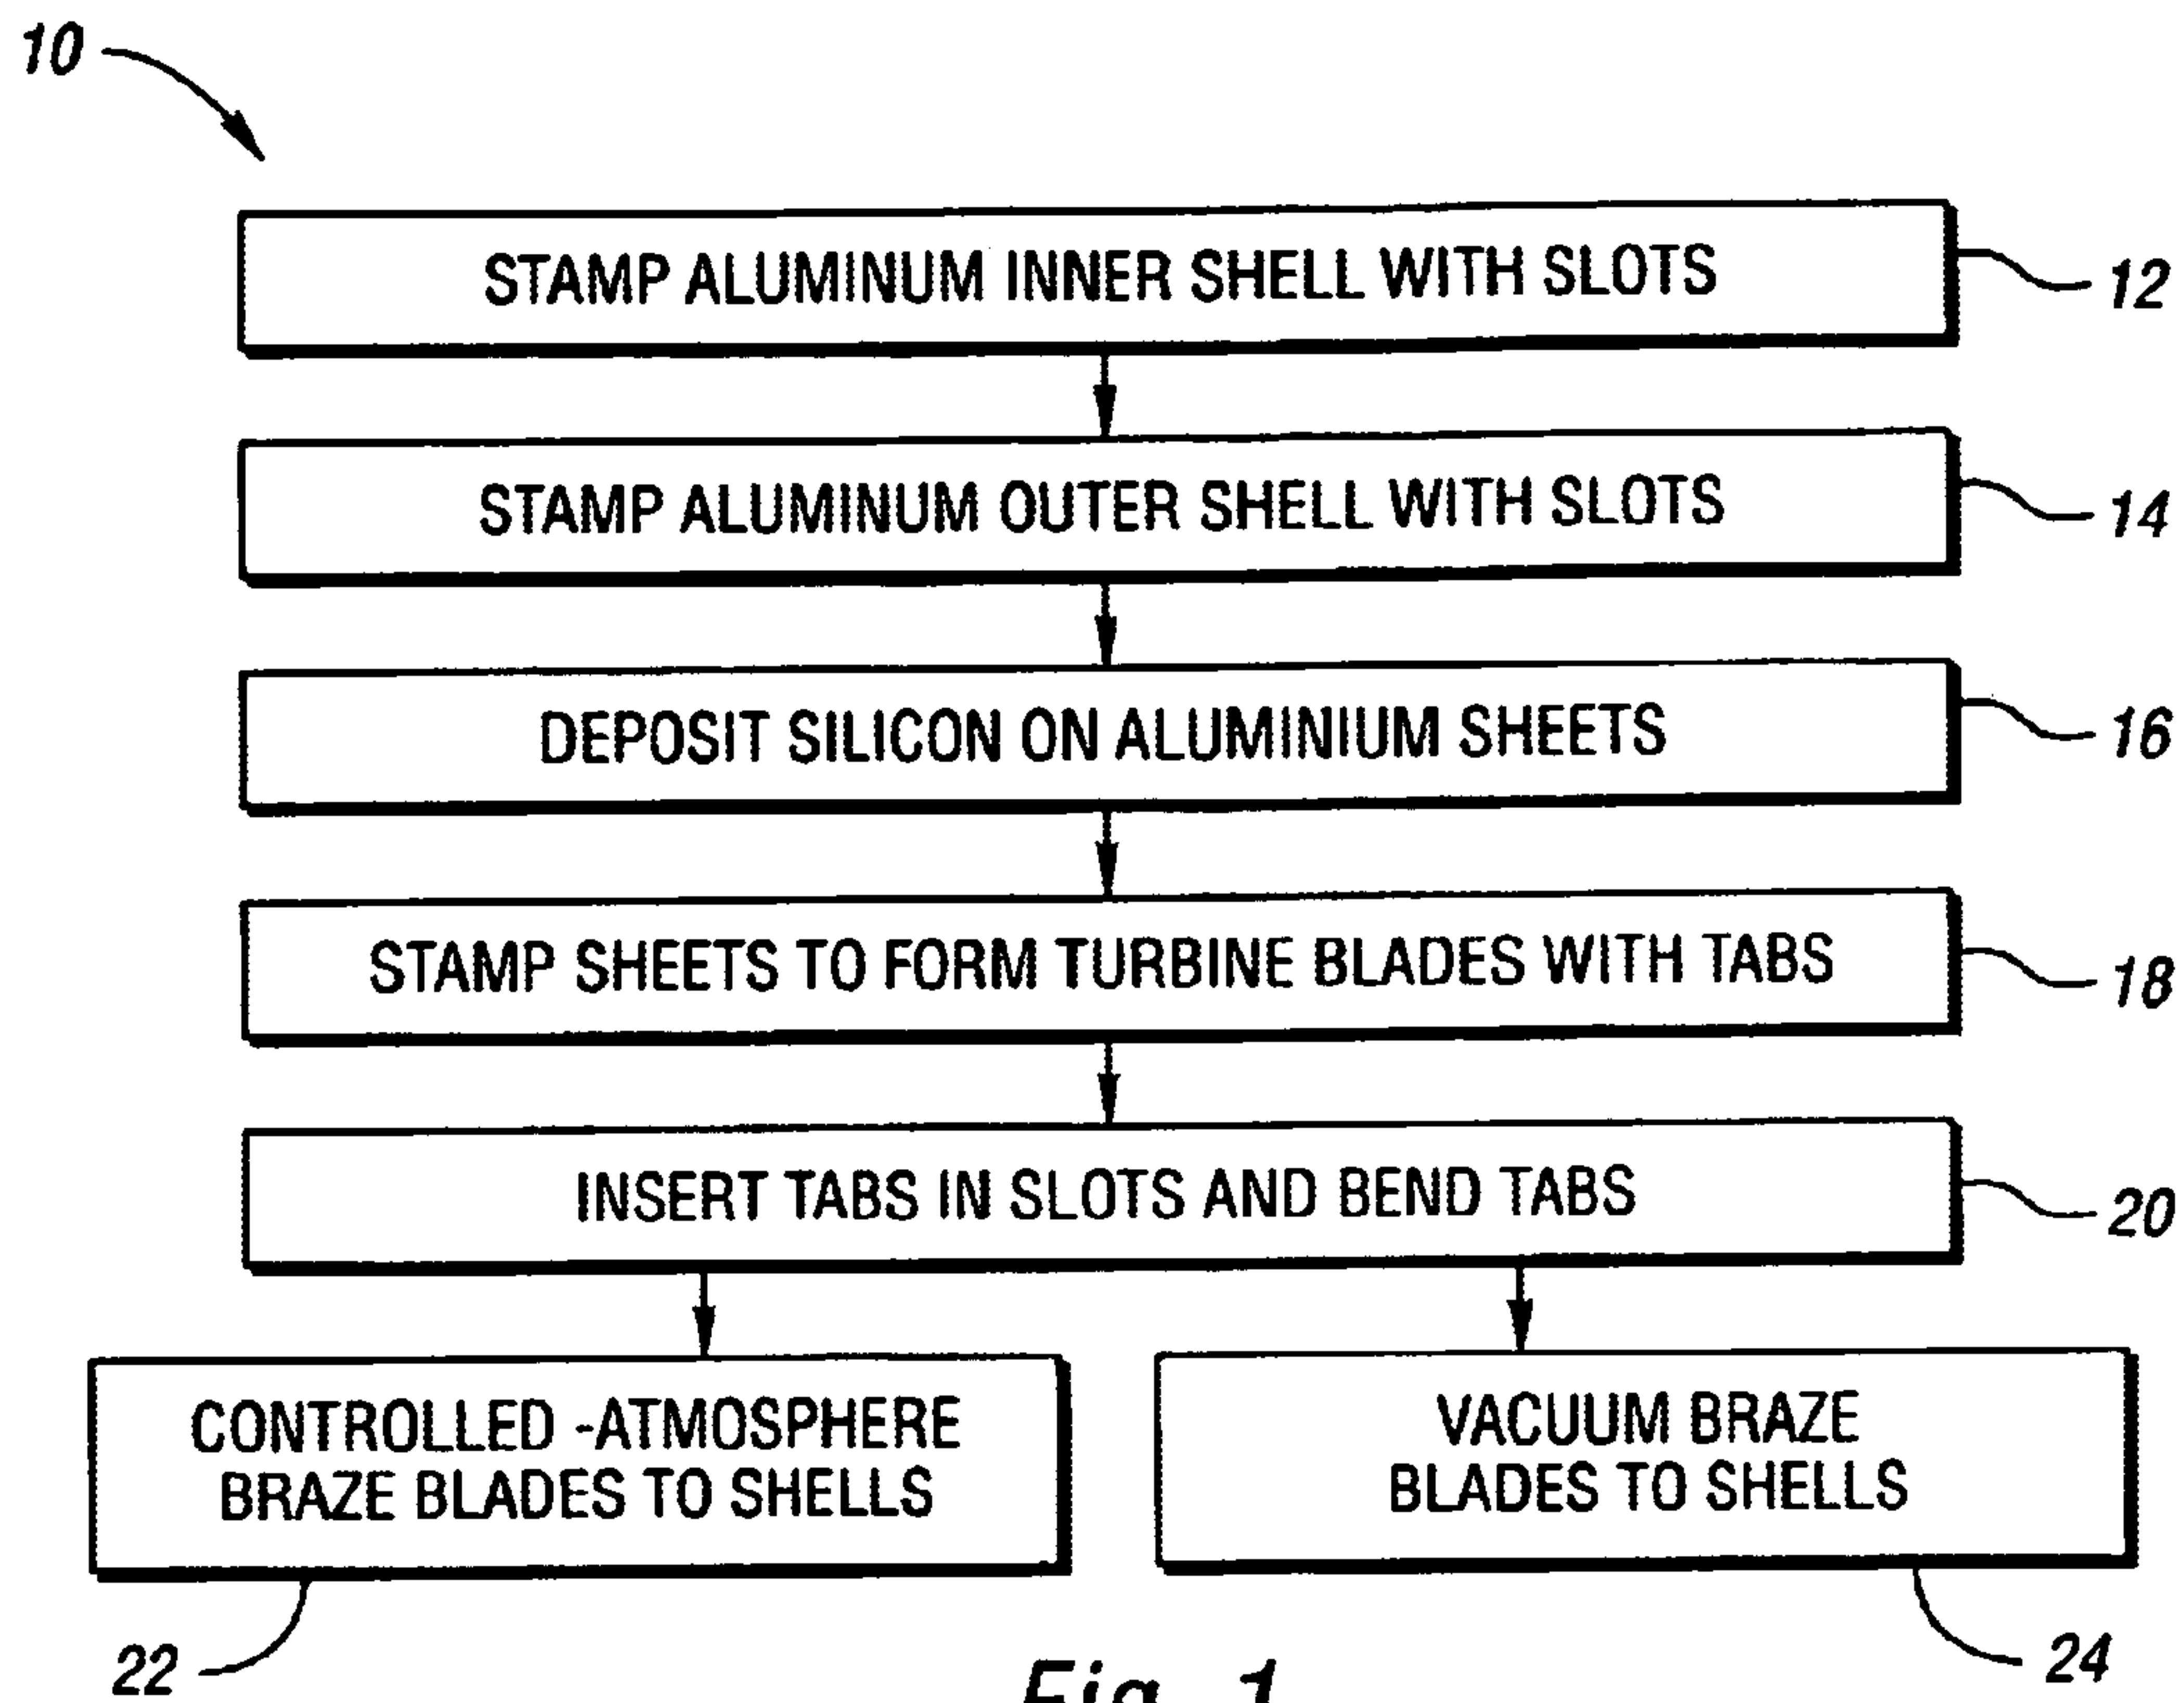 10
STAMP ALUMINUM INNER SHELL WITH SLOTS
12
STAMP ALUMINUM OUTER SHELL WITH SLOTS
14
DEPOSIT SILICON ON ALUMINIUM SHEETS
16
STAMP SHEETS TO FORM TURBINE BLADES WITH TABS
18
INSERT TABS IN SLOTS AND BEND TABS
20
CONTROLLED -ATMOSPHERE
BRAZE BLADES TO SHELLS
22
VACUUM BRAZE
BLADES TO SHELLS
24
Fig. 1